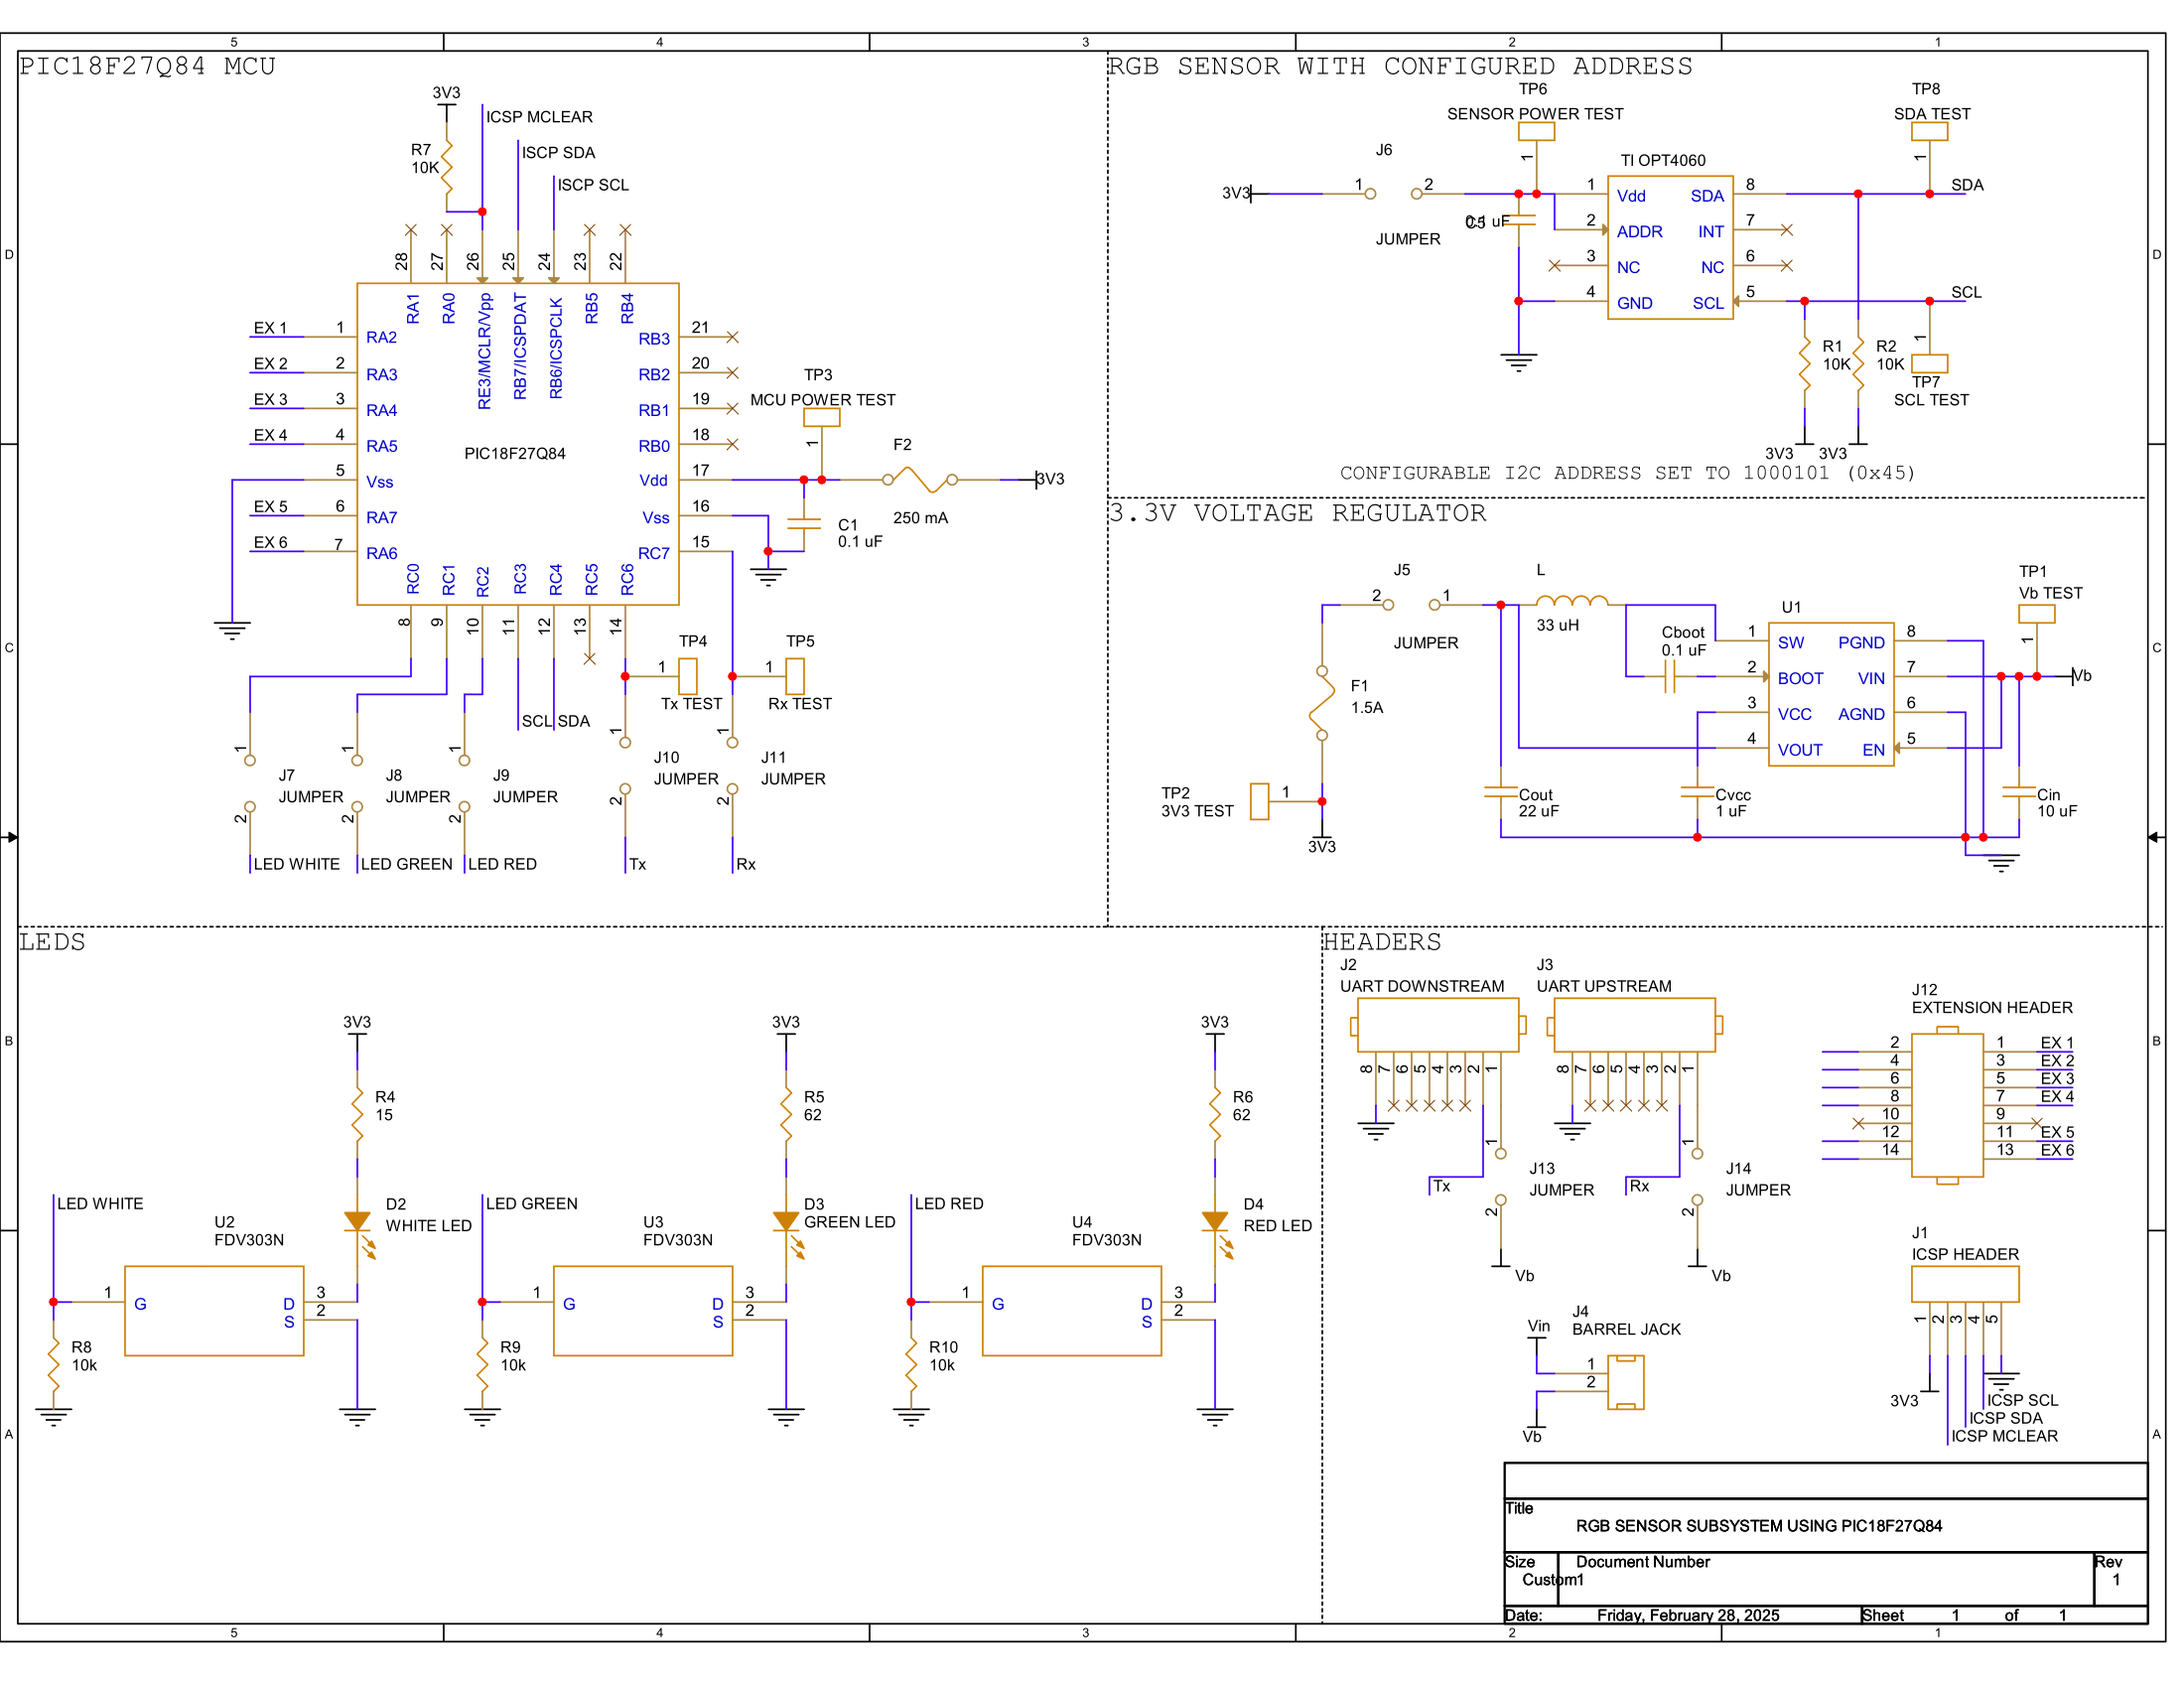 5 4 3 2 1
PIC18F27Q84 MCU
3V3
R7
10K
ICSP MCLEAR
ISCP SDA
ISCP SCL
28 27 26 25 24 23 22
RA1 RA0 RE3/MCLR/Vpp RB7/ICSPDAT RB6/ICSPCLK RB5 RB4
EX 1 1 RA2
EX 2 2 RA3
EX 3 3 RA4
EX 4 4 RA5
5 Vss
EX 5 6 RA7
EX 6 7 RA6
PIC18F27Q84
RB3 21
RB2 20
RB1 19
RB0 18
Vdd 17
Vss 16
RC7 15
RC0 RC1 RC2 RC3 RC4 RC5 RC6
8 9 10 11 12 13 14
TP3
MCU POWER TEST
1
F2
250 mA
3V3
C1
0.1 uF
TP4
1
Tx TEST
TP5
1
Rx TEST
SCL SDA
1 2
J7
JUMPER
1 2
J8
JUMPER
1 2
J9
JUMPER
1 2
J10
JUMPER
1 2
J11
JUMPER
LED WHITE
LED GREEN
LED RED
Tx
Rx
RGB SENSOR WITH CONFIGURED ADDRESS
TP6
SENSOR POWER TEST
1
TP8
SDA TEST
1
J6
3V3 1 2
JUMPER
C5
0.1 uF
TI OPT4060
1 Vdd SDA 8
2 ADDR INT 7
3 NC NC 6
4 GND SCL 5
SDA
SCL
R1
10K
R2
10K
1
TP7
SCL TEST
3V3 3V3
CONFIGURABLE I2C ADDRESS SET TO 1000101 (0x45)
3.3V VOLTAGE REGULATOR
J5
2 1
JUMPER
L
33 uH
Cboot
0.1 uF
U1
1 SW PGND 8
2 BOOT VIN 7
3 VCC AGND 6
4 VOUT EN 5
TP1
Vb TEST
1
Vb
F1
1.5A
TP2
3V3 TEST
1
3V3
Cout
22 uF
Cvcc
1 uF
Cin
10 uF
LEDS
3V3
R4
15
D2
WHITE LED
LED WHITE
U2
FDV303N
1 G D 3
S 2
R8
10k
3V3
R5
62
D3
GREEN LED
LED GREEN
U3
FDV303N
1 G D 3
S 2
R9
10k
3V3
R6
62
D4
RED LED
LED RED
U4
FDV303N
1 G D 3
S 2
R10
10k
HEADERS
J2
UART DOWNSTREAM
8 7 6 5 4 3 2 1
Tx
1 2
J13
JUMPER
Vb
J3
UART UPSTREAM
8 7 6 5 4 3 2 1
Rx
1 2
J14
JUMPER
Vb
J12
EXTENSION HEADER
2 1 EX 1
4 3 EX 2
6 5 EX 3
8 7 EX 4
10 9
12 11 EX 5
14 13 EX 6
J4
BARREL JACK
Vin
1
2
Vb
J1
ICSP HEADER
1 2 3 4 5
3V3
ICSP SCL
ICSP SDA
ICSP MCLEAR
Title
RGB SENSOR SUBSYSTEM USING PIC18F27Q84
Size Document Number Rev
Custom1 1
Date: Friday, February 28, 2025 Sheet 1 of 1
D D
C C
B B
A A
5 4 3 2 1